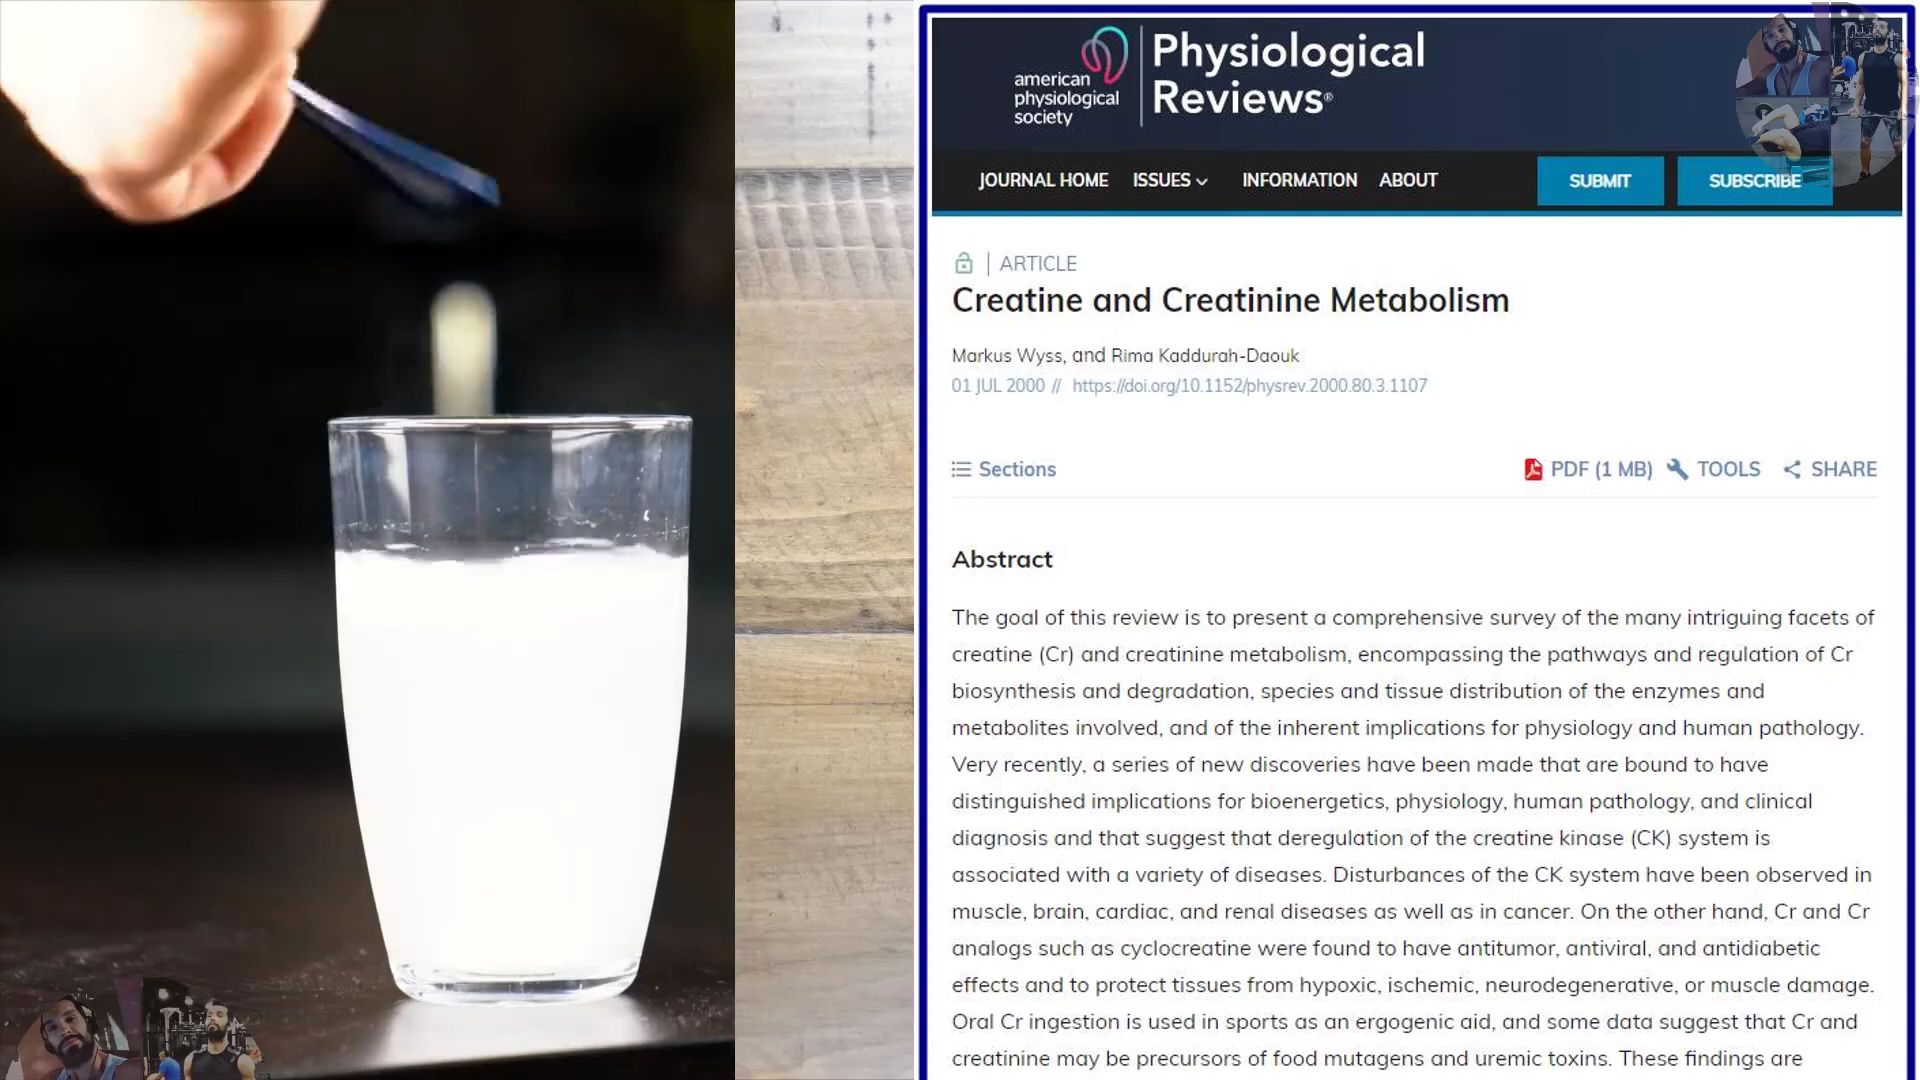 american
physiological
society
Physiological
Reviews®
JOURNAL HOME ISSUES INFORMATION ABOUT SUBMIT SUBSCRIBE
ARTICLE
Creatine and Creatinine Metabolism
Markus Wyss, and Rima Kaddurah-Daouk
01 JUL 2000 // https://doi.org/10.1152/physrev.2000.80.3.1107
Sections PDF (1 MB) TOOLS SHARE
Abstract
The goal of this review is to present a comprehensive survey of the many intriguing facets of
creatine (Cr) and creatinine metabolism, encompassing the pathways and regulation of Cr
biosynthesis and degradation, species and tissue distribution of the enzymes and
metabolites involved, and of the inherent implications for physiology and human pathology.
Very recently, a series of new discoveries have been made that are bound to have
distinguished implications for bioenergetics, physiology, human pathology, and clinical
diagnosis and that suggest that deregulation of the creatine kinase (CK) system is
associated with a variety of diseases. Disturbances of the CK system have been observed in
muscle, brain, cardiac, and renal diseases as well as in cancer. On the other hand, Cr and Cr
analogs such as cyclocreatine were found to have antitumor, antiviral, and antidiabetic
effects and to protect tissues from hypoxic, ischemic, neurodegenerative, or muscle damage.
Oral Cr ingestion is used in sports as an ergogenic aid, and some data suggest that Cr and
creatinine may be precursors of food mutagens and uremic toxins. These findings are